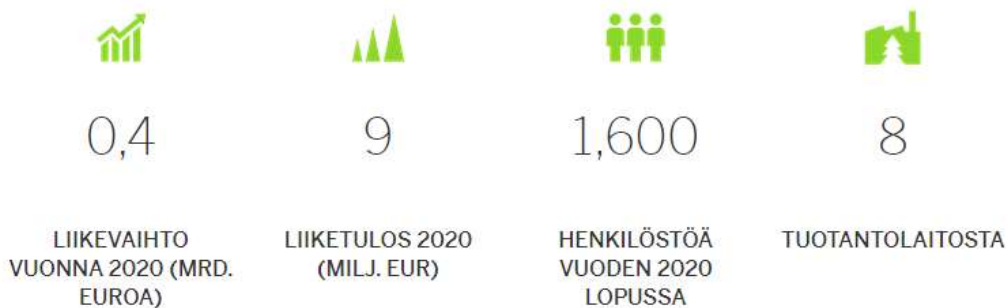 0,4
9
1,600
8
LIIKEVAIHTO
VUONNA 2020 (MRD.
EUROA)
LIIKETULOS 2020
(MILJ. EUR)
HENKILÖSTÖÄ
VUODEN 2020
LOPUSSA
TUOTANTOLAITOSTA